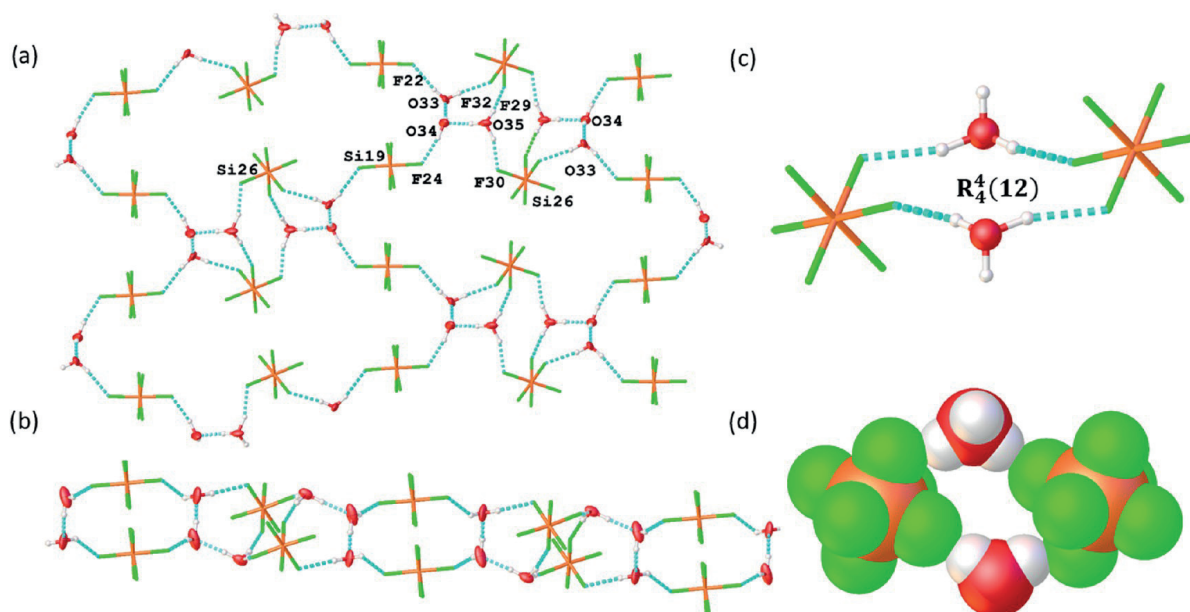 (a)
F22
O33
F32
F29
O34
O35
O34
Si19
F24
F30
O33
Si26
Si26
(b)
(c)
R₄⁴(12)
(d)